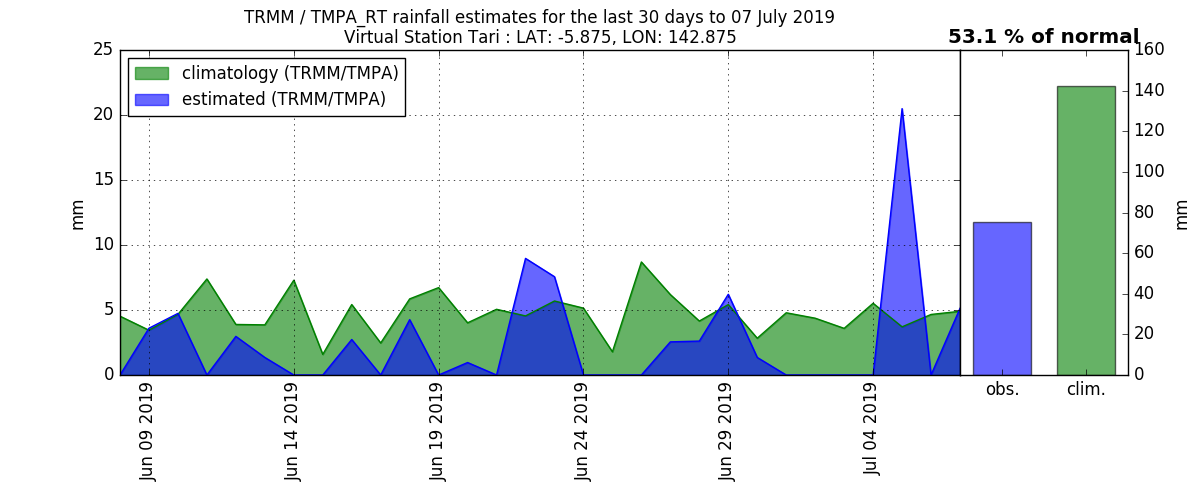 TRMM / TMPA_RT rainfall estimates for the last 30 days to 07 July 2019
Virtual Station Tari : LAT: -5.875, LON: 142.875
53.1 % of normal
climatology (TRMM/TMPA)
estimated (TRMM/TMPA)
25
20
15
10
5
0
mm
Jun 09 2019
Jun 14 2019
Jun 19 2019
Jun 24 2019
Jun 29 2019
Jul 04 2019
160
140
120
100
80
60
40
20
0
mm
obs.
clim.